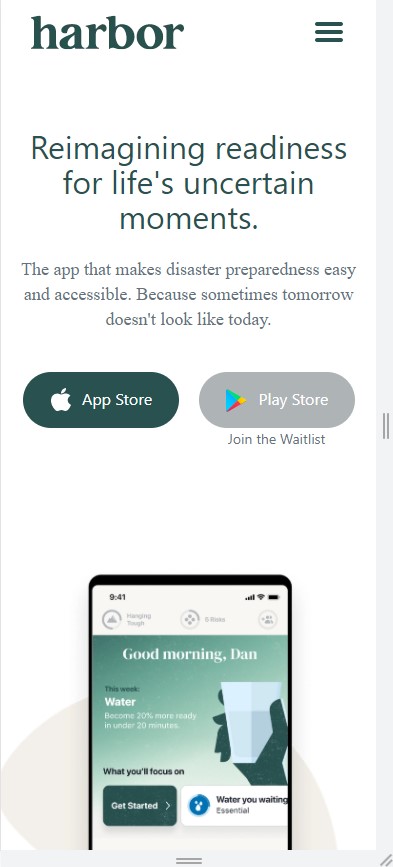 harbor
Reimagining readiness
for life's uncertain
moments.
The app that makes disaster preparedness easy
and accessible. Because sometimes tomorrow
doesn't look like today.
App Store
Play Store
Join the Waitlist
9:41
Hanging
Tough
Good morning, Dan
This week:
Water
Become 20% more ready
in under 20 minutes.
What you'll focus on
Get Started
Water you waiting
Essential